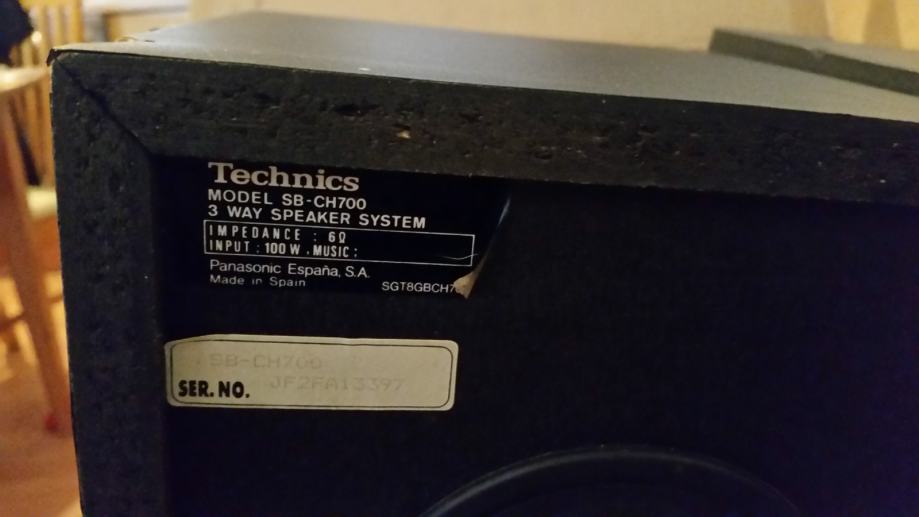 Technics
MODEL SB-CH700
3 WAY SPEAKER SYSTEM
IMPEDANCE : 6Ω
INPUT : 100 W . MUSIC :
Panasonic España, S.A.
Made in Spain
SB-CH700
SER. NO. JF2FA13397